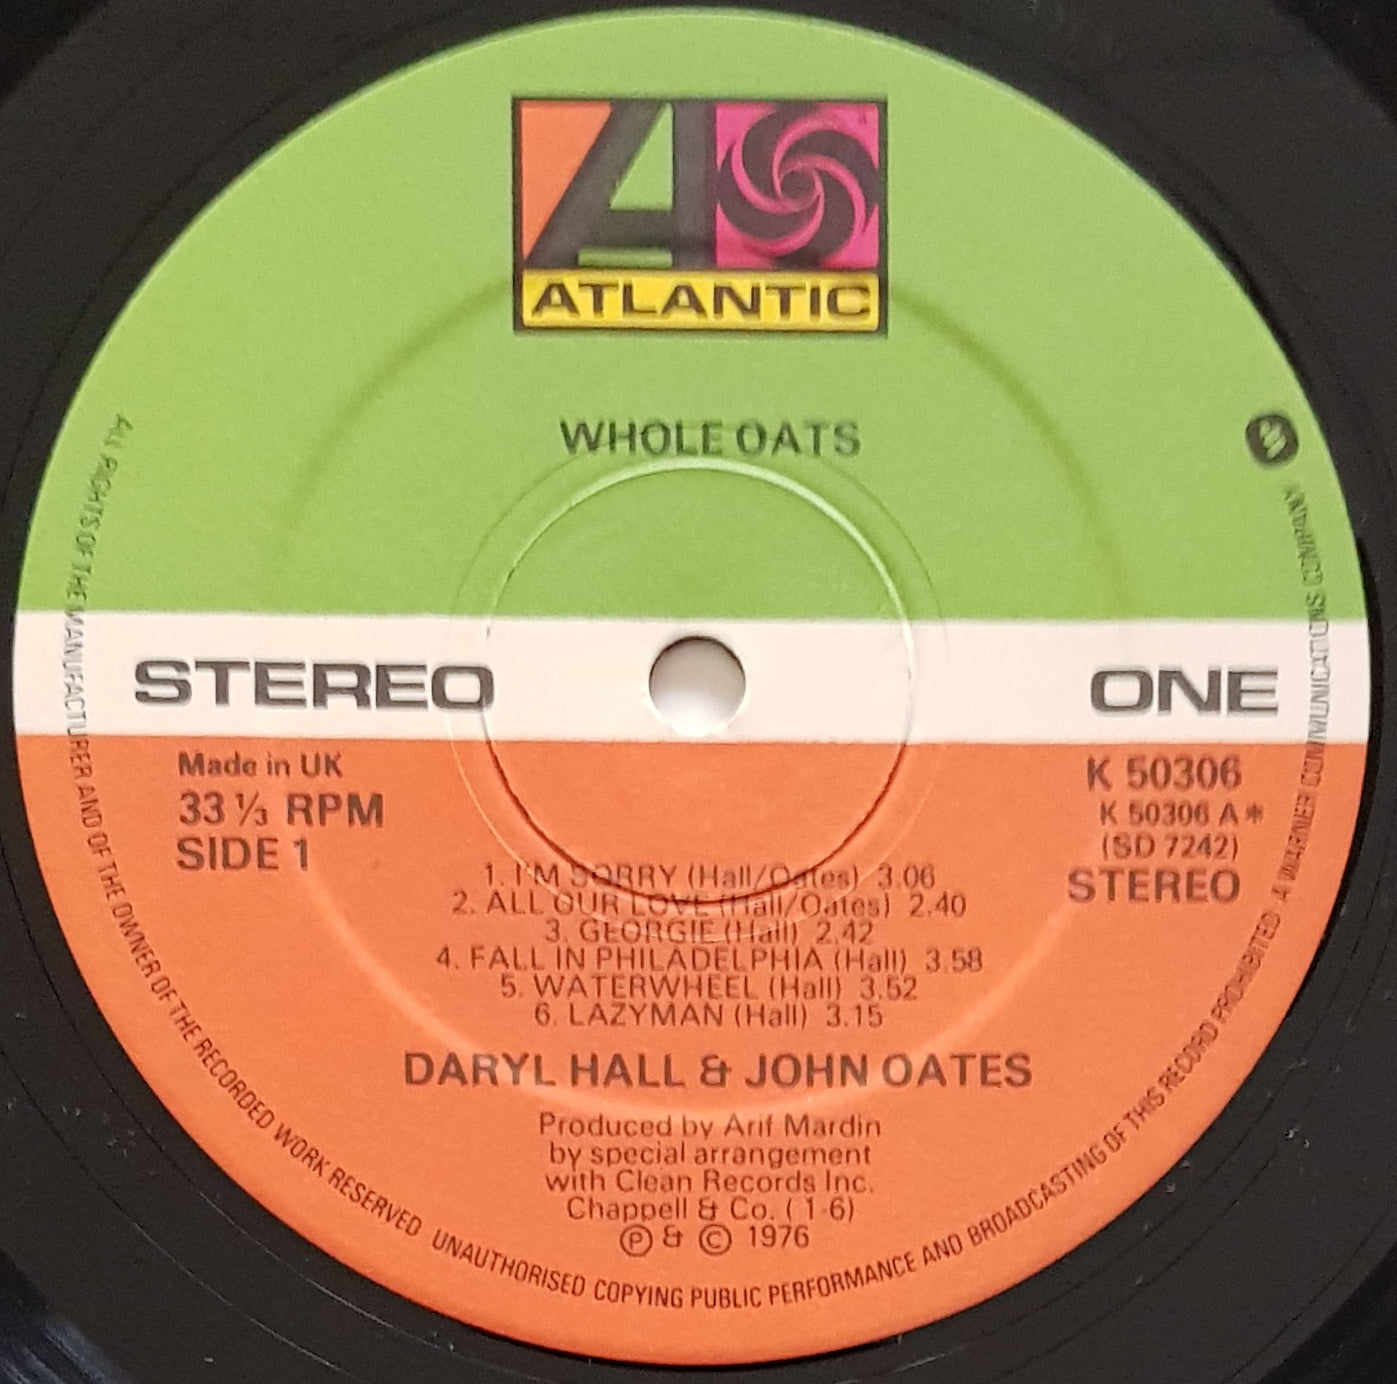 ATLANTIC
WHOLE OATS
STEREO
ONE
Made in UK
33 ⅓ RPM
SIDE 1
K 50306
K 50306 A*
(SD 7242)
STEREO
1. I'M SORRY (Hall/Oates) 3.06
2. ALL OUR LOVE (Hall/Oates) 2.40
3. GEORGIE (Hall) 2.42
4. FALL IN PHILADELPHIA (Hall) 3.58
5. WATERWHEEL (Hall) 3.52
6. LAZYMAN (Hall) 3.15
DARYL HALL & JOHN OATES
Produced by Arif Mardin
by special arrangement
with Clean Records Inc.
Chappell & Co. ( 1-6)
℗ & © 1976
ALL RIGHTS OF THE MANUFACTURER AND OF THE OWNER OF THE RECORDED WORK RESERVED UNAUTHORISED COPYING PUBLIC PERFORMANCE AND BROADCASTING OF THIS RECORD PROHIBITED A WARNER COMMUNICATIONS COMPANY